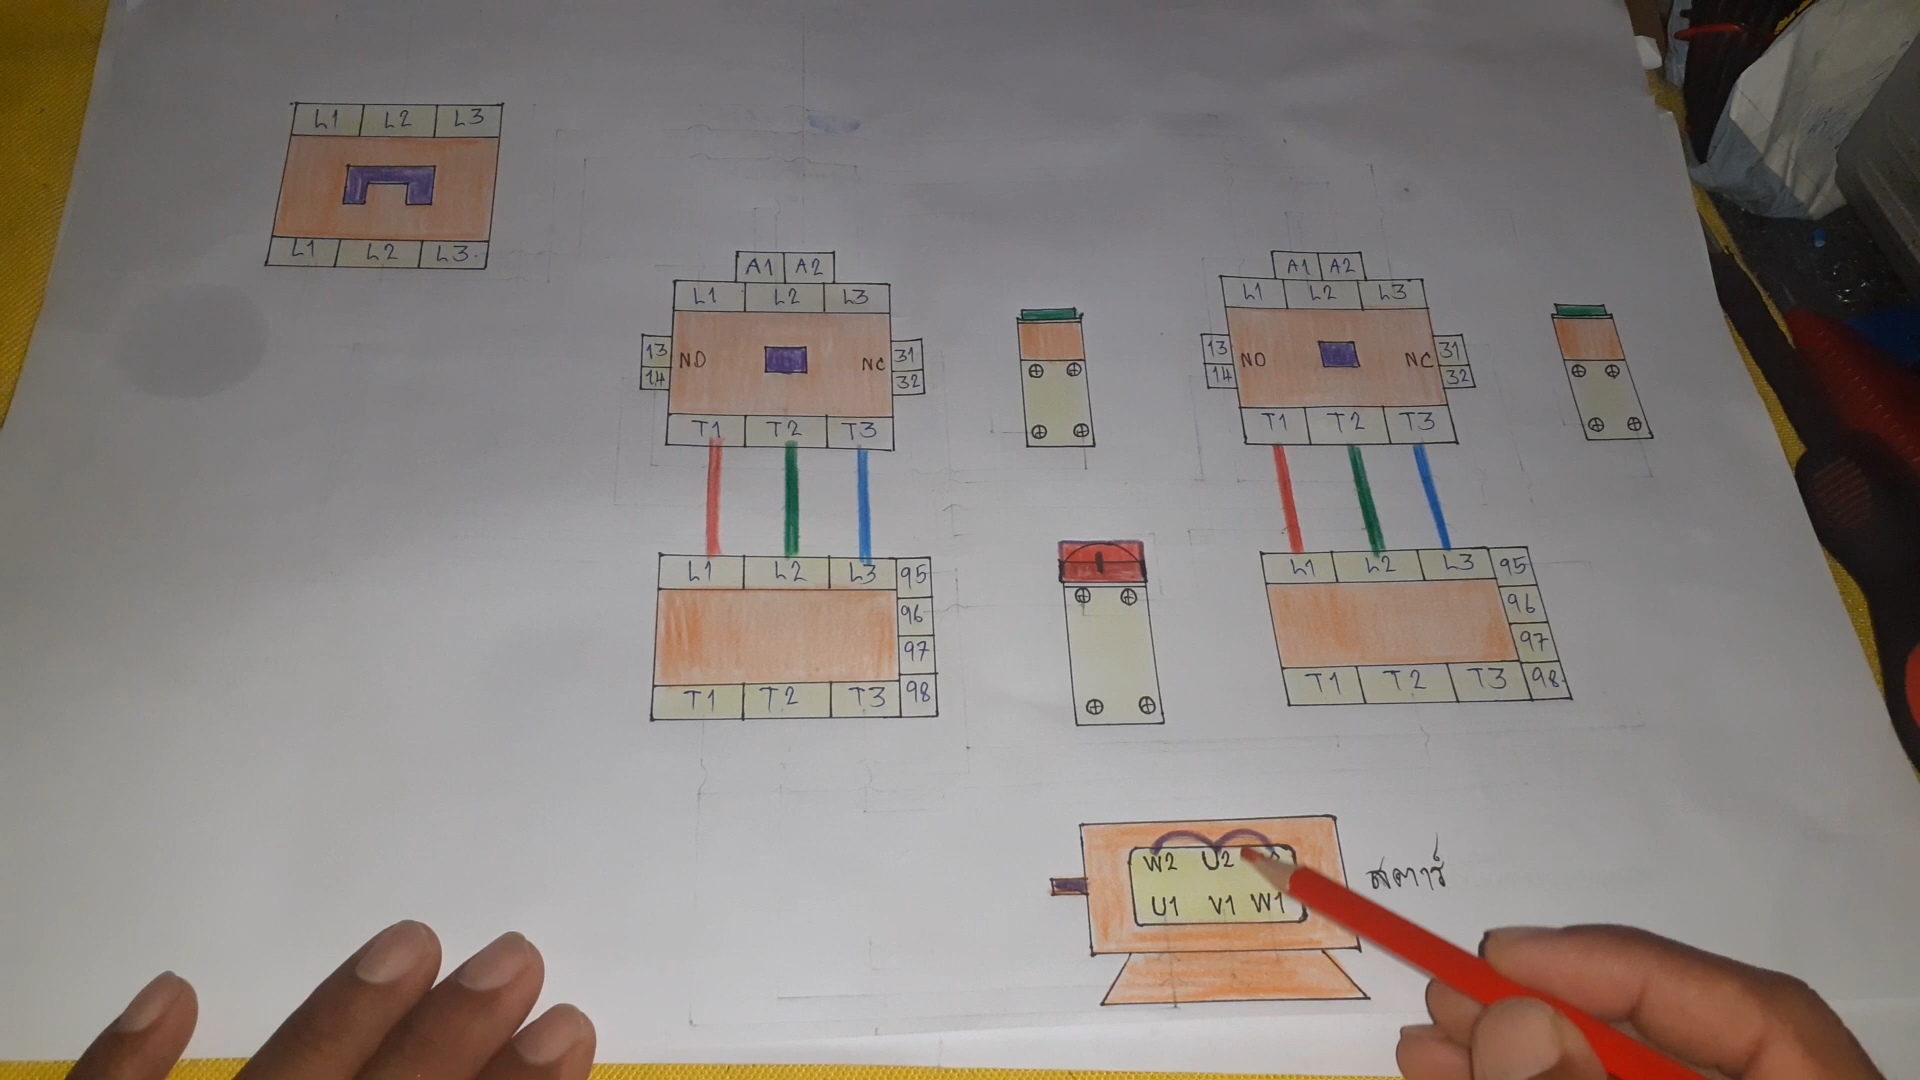 L1 L2 L3
L1 L2 L3.
A1 A2
L1 L2 L3
13 NO NC 31
14 32
T1 T2 T3
A1 A2
L1 L2 L3
13 NO NC 31
14 32
T1 T2 T3
L1 L2 L3 95
96
97
T1 T2 T3 98
L1 L2 L3 95
96
97
T1 T2 T3 98.
W2 U2
U1 V1 W1
สตาร์